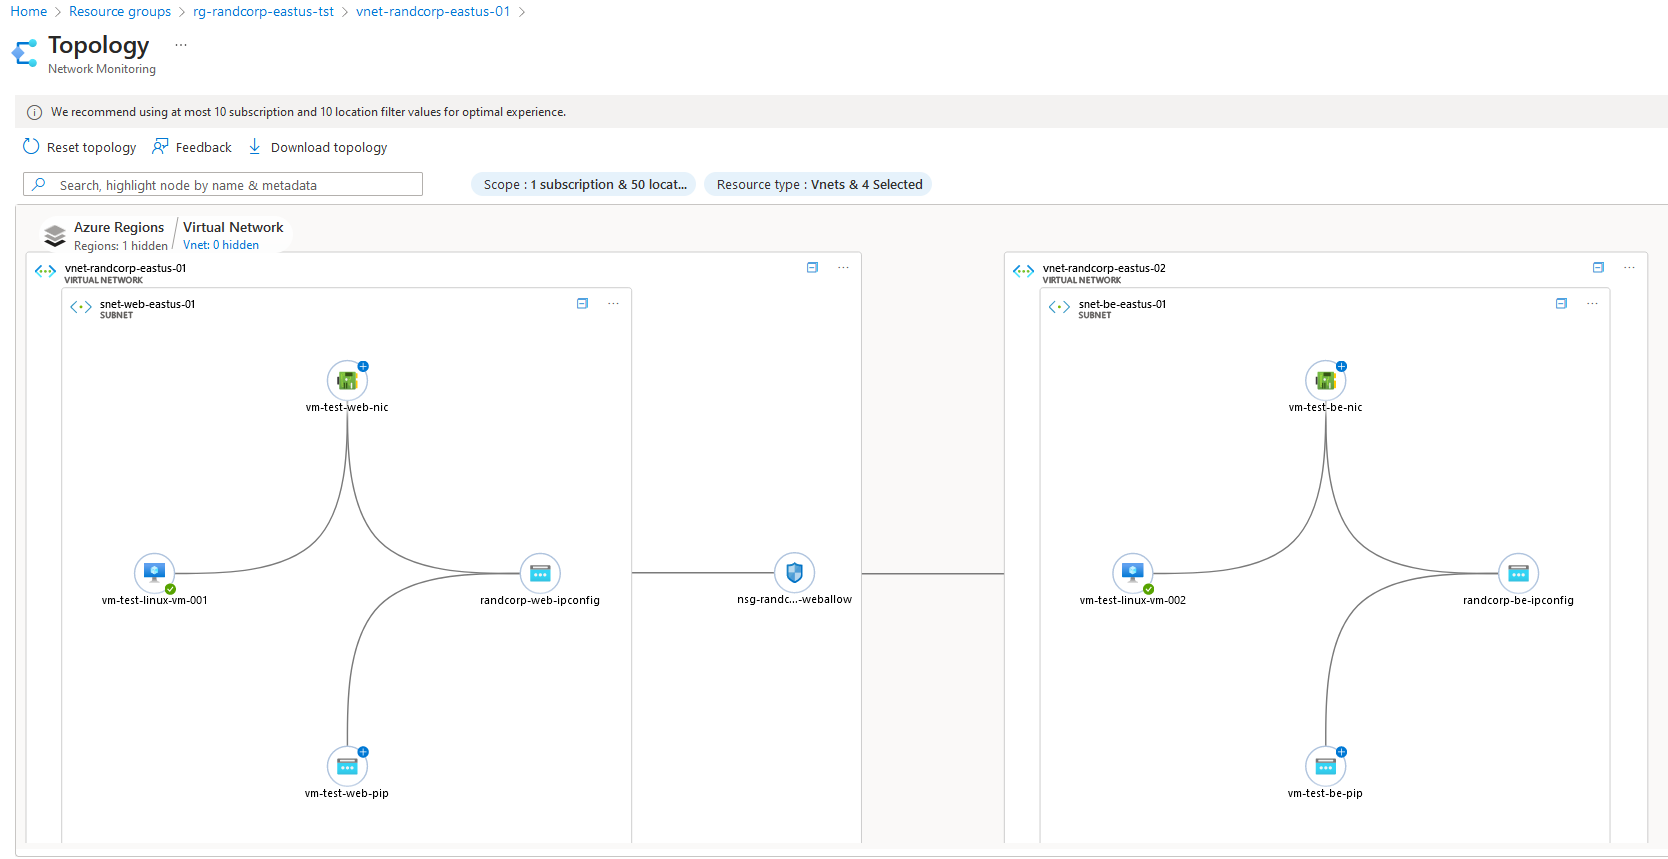 Home > Resource groups > rg-randcorp-eastus-tst > vnet-randcorp-eastus-01 >
Topology ...
Network Monitoring
We recommend using at most 10 subscription and 10 location filter values for optimal experience.
Reset topology Feedback Download topology
Search, highlight node by name & metadata
Scope : 1 subscription & 50 locat... Resource type : Vnets & 4 Selected
Azure Regions / Virtual Network
Regions: 1 hidden Vnet: 0 hidden
vnet-randcorp-eastus-01
VIRTUAL NETWORK
snet-web-eastus-01
SUBNET
vm-test-web-nic
vm-test-linux-vm-001
randcorp-web-ipconfig
vm-test-web-pip
nsg-randc...-weballow
vnet-randcorp-eastus-02
VIRTUAL NETWORK
snet-be-eastus-01
SUBNET
vm-test-be-nic
vm-test-linux-vm-002
randcorp-be-ipconfig
vm-test-be-pip